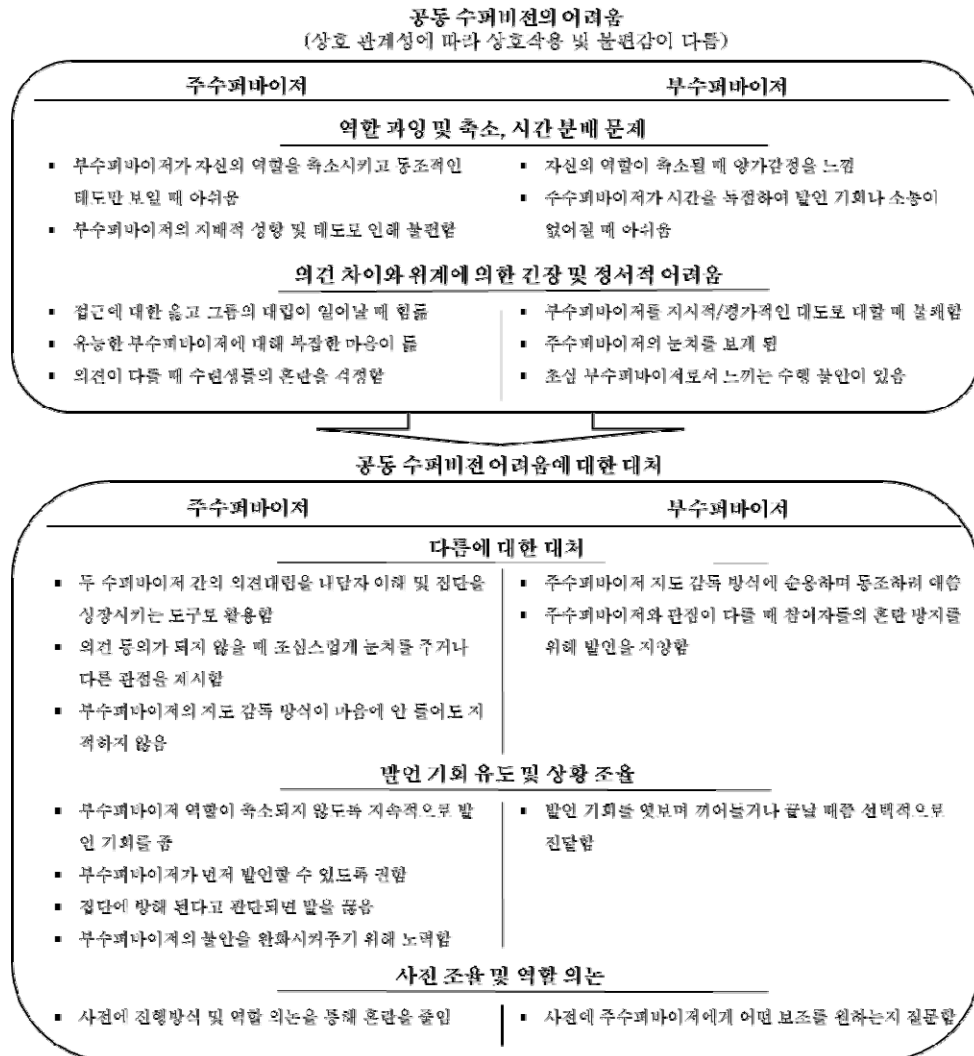 공동 수퍼비전의 어려움
(상호 관계성에 따라 상호작용 및 불편감이 다름)
주수퍼바이저
부수퍼바이저
역할 과잉 및 축소, 시간 분배 문제
▪ 부수퍼바이저가 자신의 역할을 축소시키고 동조적인
태도만 보일 때 아쉬움
▪ 부수퍼바이저의 지배적 성향 및 태도로 인해 불편함
▪ 자신의 역할이 축소될 때 양가감정을 느낌
▪ 주수퍼바이저가 시간을 독점하여 발언 기회나 소통이
없어질 때 아쉬움
의견 차이와 위계에 의한 긴장 및 정서적 어려움
▪ 접근에 대한 옳고 그름의 대립이 일어날 때 힘듦
▪ 유능한 부수퍼바이저에 대해 복잡한 마음이 듦
▪ 의견이 다를 때 수련생들의 혼란을 걱정함
▪ 부수퍼바이저를 지시적/평가적인 태도로 대할 때 불쾌함
▪ 주수퍼바이저의 눈치를 보게 됨
▪ 초심 부수퍼바이저로서 느끼는 수행 불안이 있음
공동 수퍼비전 어려움에 대한 대처
주수퍼바이저
부수퍼바이저
다름에 대한 대처
▪ 두 수퍼바이저 간의 의견대립을 내담자 이해 및 집단을
성장시키는 도구로 활용함
▪ 의견 동의가 되지 않을 때 조심스럽게 눈치를 주거나
다른 관점을 제시함
▪ 부수퍼바이저의 지도 감독 방식이 마음에 안 들어도 지
적하지 않음
▪ 주수퍼바이저 지도 감독 방식에 순응하며 동조하려 애씀
▪ 주수퍼바이저와 관점이 다를 때 참여자들의 혼란 방지를
위해 발언을 지양함
발언 기회 유도 및 상황 조율
▪ 부수퍼바이저 역할이 축소되지 않도록 지속적으로 발
언 기회를 줌
▪ 부수퍼바이저가 먼저 발언할 수 있도록 권함
▪ 집단에 방해 된다고 판단되면 말을 끊음
▪ 부수퍼바이저의 불안을 완화시켜주기 위해 노력함
▪ 발언 기회를 엿보며 끼어들거나 끝날 때쯤 선택적으로
전달함
사전 조율 및 역할 의논
▪ 사전에 진행방식 및 역할 의논을 통해 혼란을 줄임
▪ 사전에 주수퍼바이저에게 어떤 보조를 원하는지 질문함